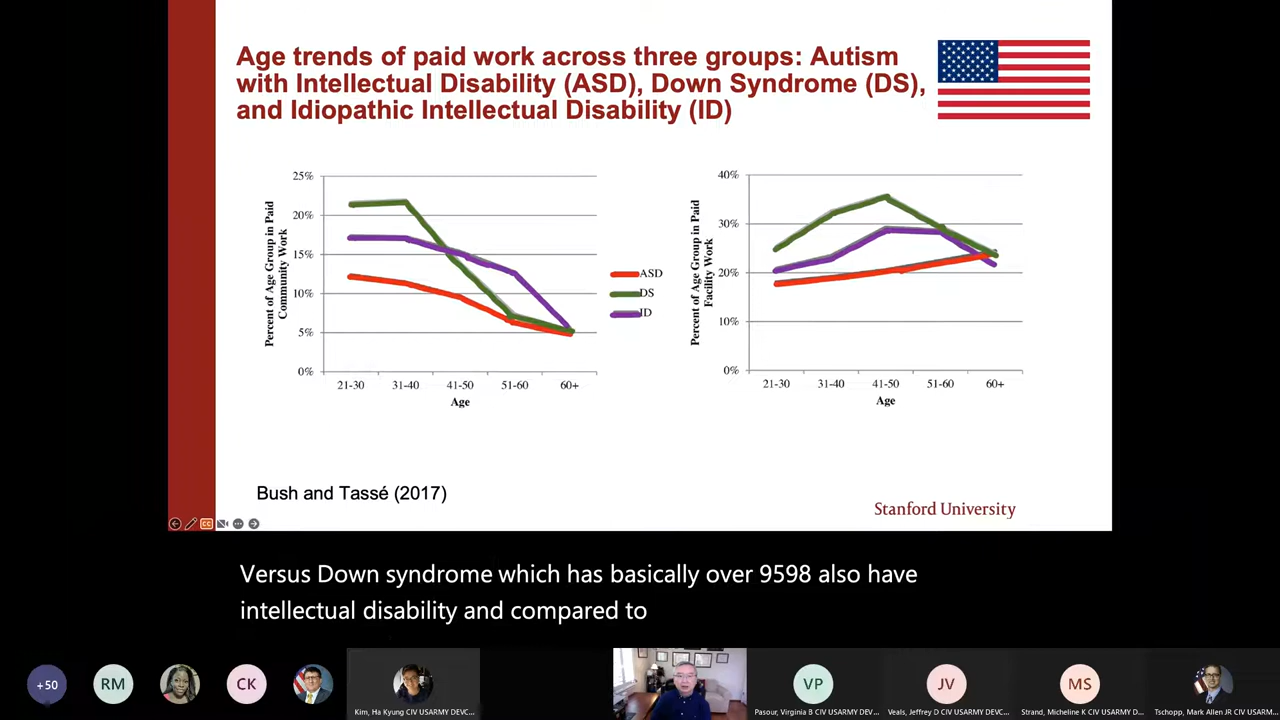 Age trends of paid work across three groups: Autism
with Intellectual Disability (ASD), Down Syndrome (DS),
and Idiopathic Intellectual Disability (ID)
Percent of Age Group in Paid
Community Work
25%
20%
15%
10%
5%
0%
21-30 31-40 41-50 51-60 60+
Age
ASD
DS
ID
Percent of Age Group in Paid
Facility Work
40%
30%
20%
10%
0%
21-30 31-40 41-50 51-60 60+
Age
Bush and Tassé (2017)
Stanford University
CC
Versus Down syndrome which has basically over 9598 also have
intellectual disability and compared to
+50
RM
CK
Kim, Ha Kyung CIV USARMY DEVC...
VP
Pasour, Virginia B CIV USARMY DEV...
JV
Veals, Jeffrey D CIV USARMY DEVC...
MS
Strand, Micheline K CIV USARMY D...
Tschopp, Mark Allen JR CIV USARM...